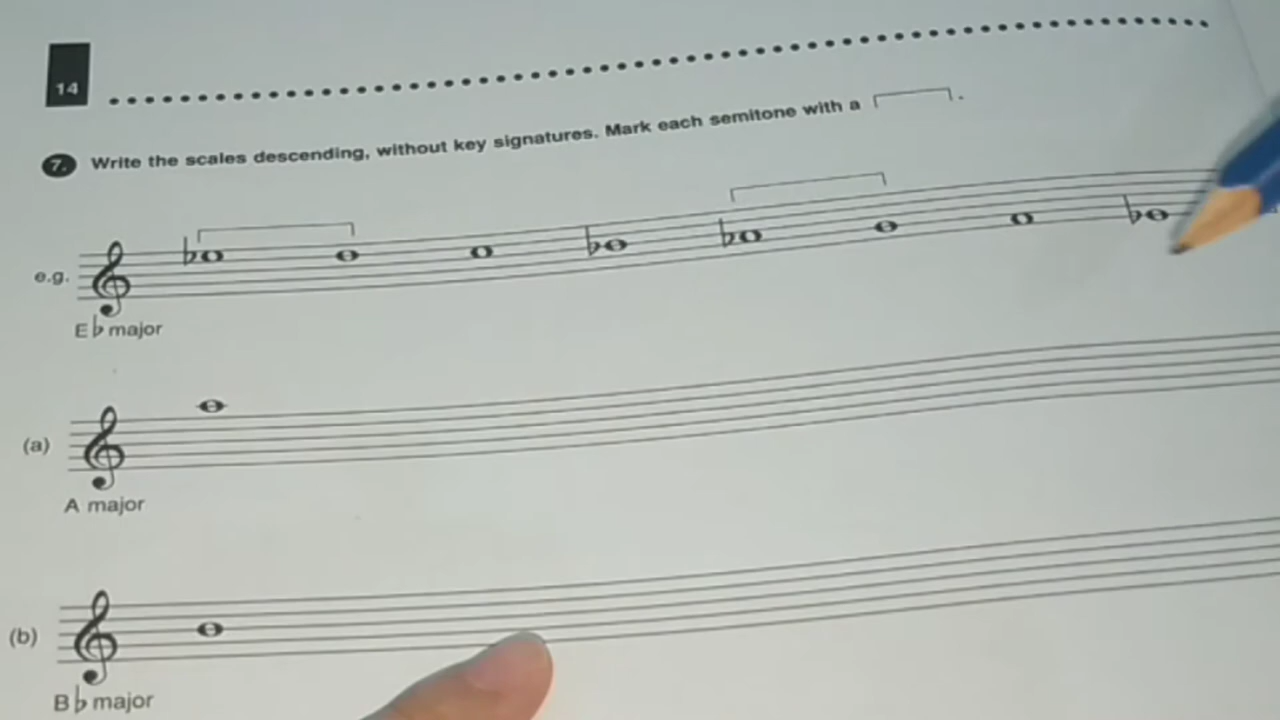 14
7. Write the scales descending, without key signatures. Mark each semitone with a ┌─┐.
e.g.
E♭ major
(a)
A major
(b)
B♭ major